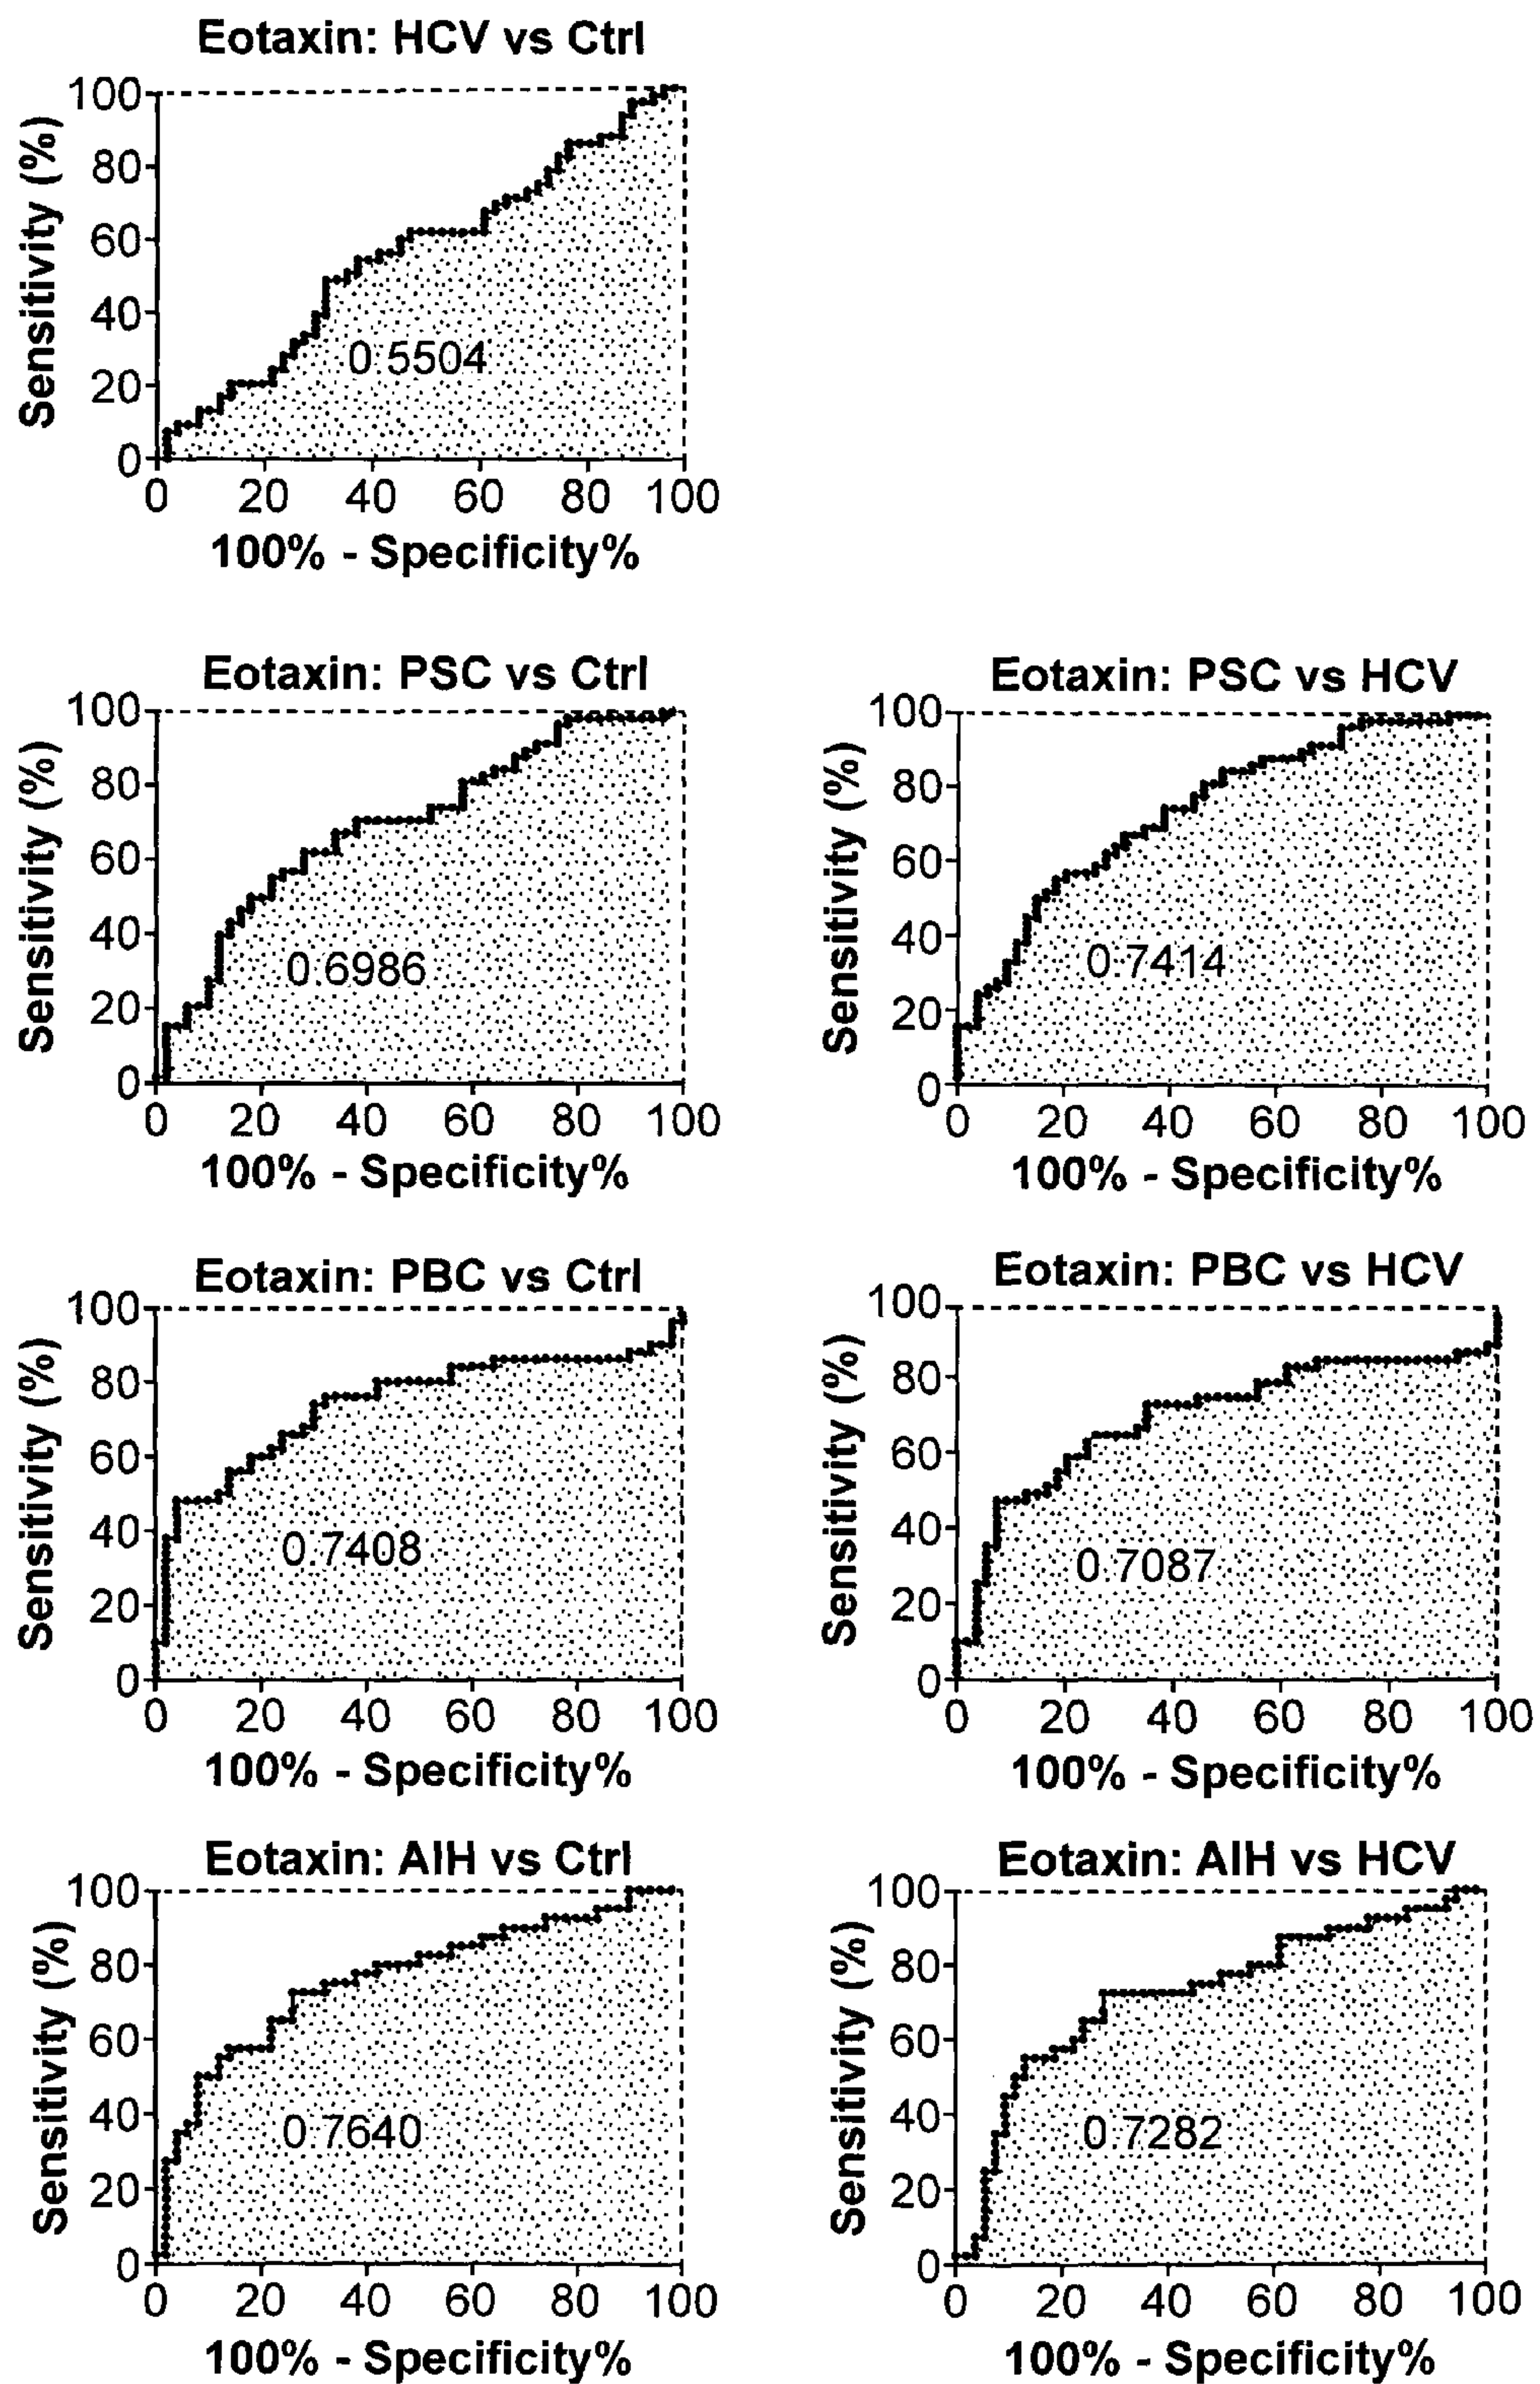 Eotaxin: HCV vs Ctrl
Sensitivity (%)
100
80
60
40
20
0
0.5504
0 20 40 60 80 100
100% - Specificity%
Eotaxin: PSC vs Ctrl
Sensitivity (%)
100
80
60
40
20
0
0.6986
0 20 40 60 80 100
100% - Specificity%
Eotaxin: PSC vs HCV
Sensitivity (%)
100
80
60
40
20
0
0.7414
0 20 40 60 80 100
100% - Specificity%
Eotaxin: PBC vs Ctrl
Sensitivity (%)
100
80
60
40
20
0
0.7408
0 20 40 60 80 100
100% - Specificity%
Eotaxin: PBC vs HCV
Sensitivity (%)
100
80
60
40
20
0
0.7087
0 20 40 60 80 100
100% - Specificity%
Eotaxin: AIH vs Ctrl
Sensitivity (%)
100
80
60
40
20
0
0.7640
0 20 40 60 80 100
100% - Specificity%
Eotaxin: AIH vs HCV
Sensitivity (%)
100
80
60
40
20
0
0.7282
0 20 40 60 80 100
100% - Specificity%